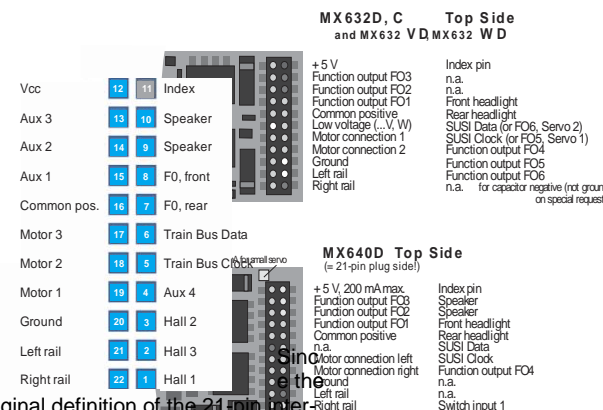 MX632D, C Top Side
and MX632 VD, MX632 WD
+ 5 V Index pin
Function output FO3 n.a.
Function output FO2 n.a.
Function output FO1 Front headlight
Common positive Rear headlight
Low voltage (...V, W) SUSI Data (or FO6, Servo 2)
Motor connection 1 SUSI Clock (or FO5, Servo 1)
Motor connection 2 Function output FO4
Ground Function output FO5
Left rail Function output FO6
Right rail n.a. for capacitor negative (not groun
on special request
Vcc 12 11 Index
Aux 3 13 10 Speaker
Aux 2 14 9 Speaker
Aux 1 15 8 F0, front
Common pos. 16 7 F0, rear
Motor 3 17 6 Train Bus Data
Motor 2 18 5 Train Bus Clock
Motor 1 19 4 Aux 4
Ground 20 3 Hall 2
Left rail 21 2 Hall 3
Right rail 22 1 Hall 1
for small servo
MX640D Top Side
(= 21-pin plug side!)
+ 5 V, 200 mA max. Index pin
Function output FO3 Speaker
Function output FO2 Speaker
Function output FO1 Front headlight
Common positive Rear headlight
n.a. SUSI Data
Motor connection left SUSI Clock
Motor connection right Function output FO4
Ground n.a.
Left rail n.a.
Right rail Switch input 1
Sinc
e the
ginal definition of the 21-pin inter-